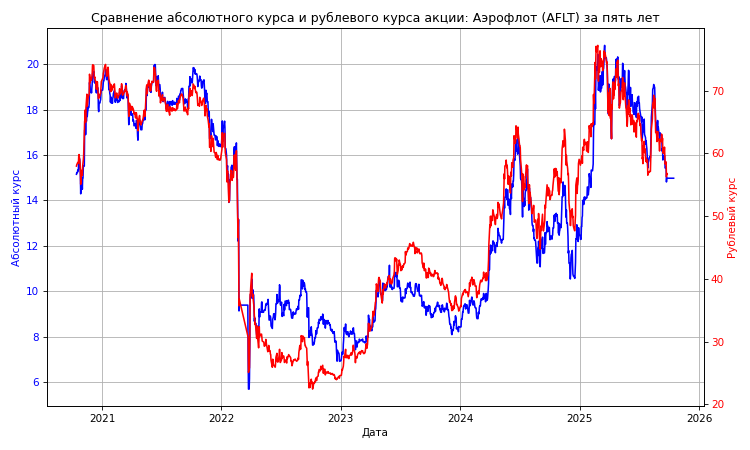 Сравнение абсолютного курса и рублевого курса акции: Аэрофлот (AFLT) за пять лет
20
18
16
14
12
10
8
6
Абсолютный курс
70
60
50
40
30
20
Рублевый курс
2021 2022 2023 2024 2025 2026
Дата